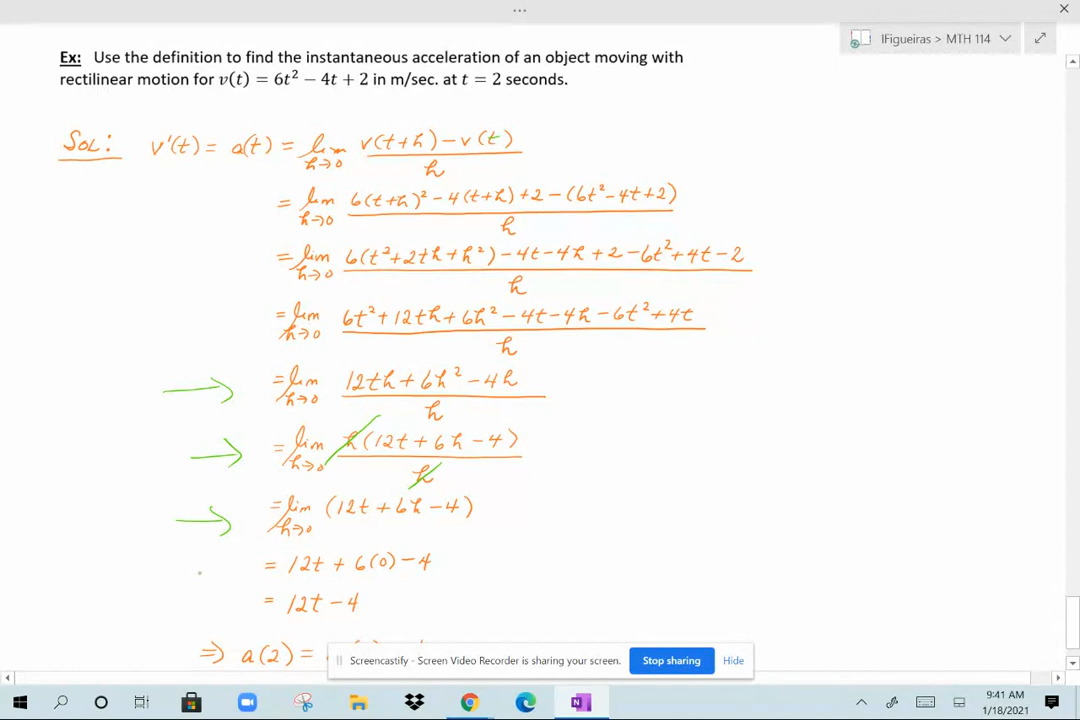 IFigueiras > MTH 114
Ex: Use the definition to find the instantaneous acceleration of an object moving with
rectilinear motion for v(t) = 6t² − 4t + 2 in m/sec. at t = 2 seconds.
Sol: v'(t) = a(t) = lim h→0 (v(t+h) − v(t)) / h
= lim h→0 (6(t+h)² − 4(t+h) + 2 − (6t² − 4t + 2)) / h
= lim h→0 (6(t² + 2th + h²) − 4t − 4h + 2 − 6t² + 4t − 2) / h
= lim h→0 (6t² + 12th + 6h² − 4t − 4h − 6t² + 4t) / h
= lim h→0 (12th + 6h² − 4h) / h
= lim h→0 h(12t + 6h − 4) / h
= lim h→0 (12t + 6h − 4)
= 12t + 6(0) − 4
= 12t − 4
⇒ a(2) =
Screencastify - Screen Video Recorder is sharing your screen. Stop sharing Hide
9:41 AM
1/18/2021